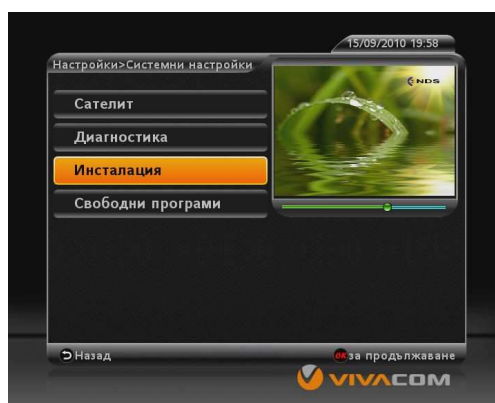 15/09/2010 19:58
Настройки>Системни настройки
NDS
Сателит
Диагностика
Инсталация
Свободни програми
Назад
OK за продължаване
VIVACOM